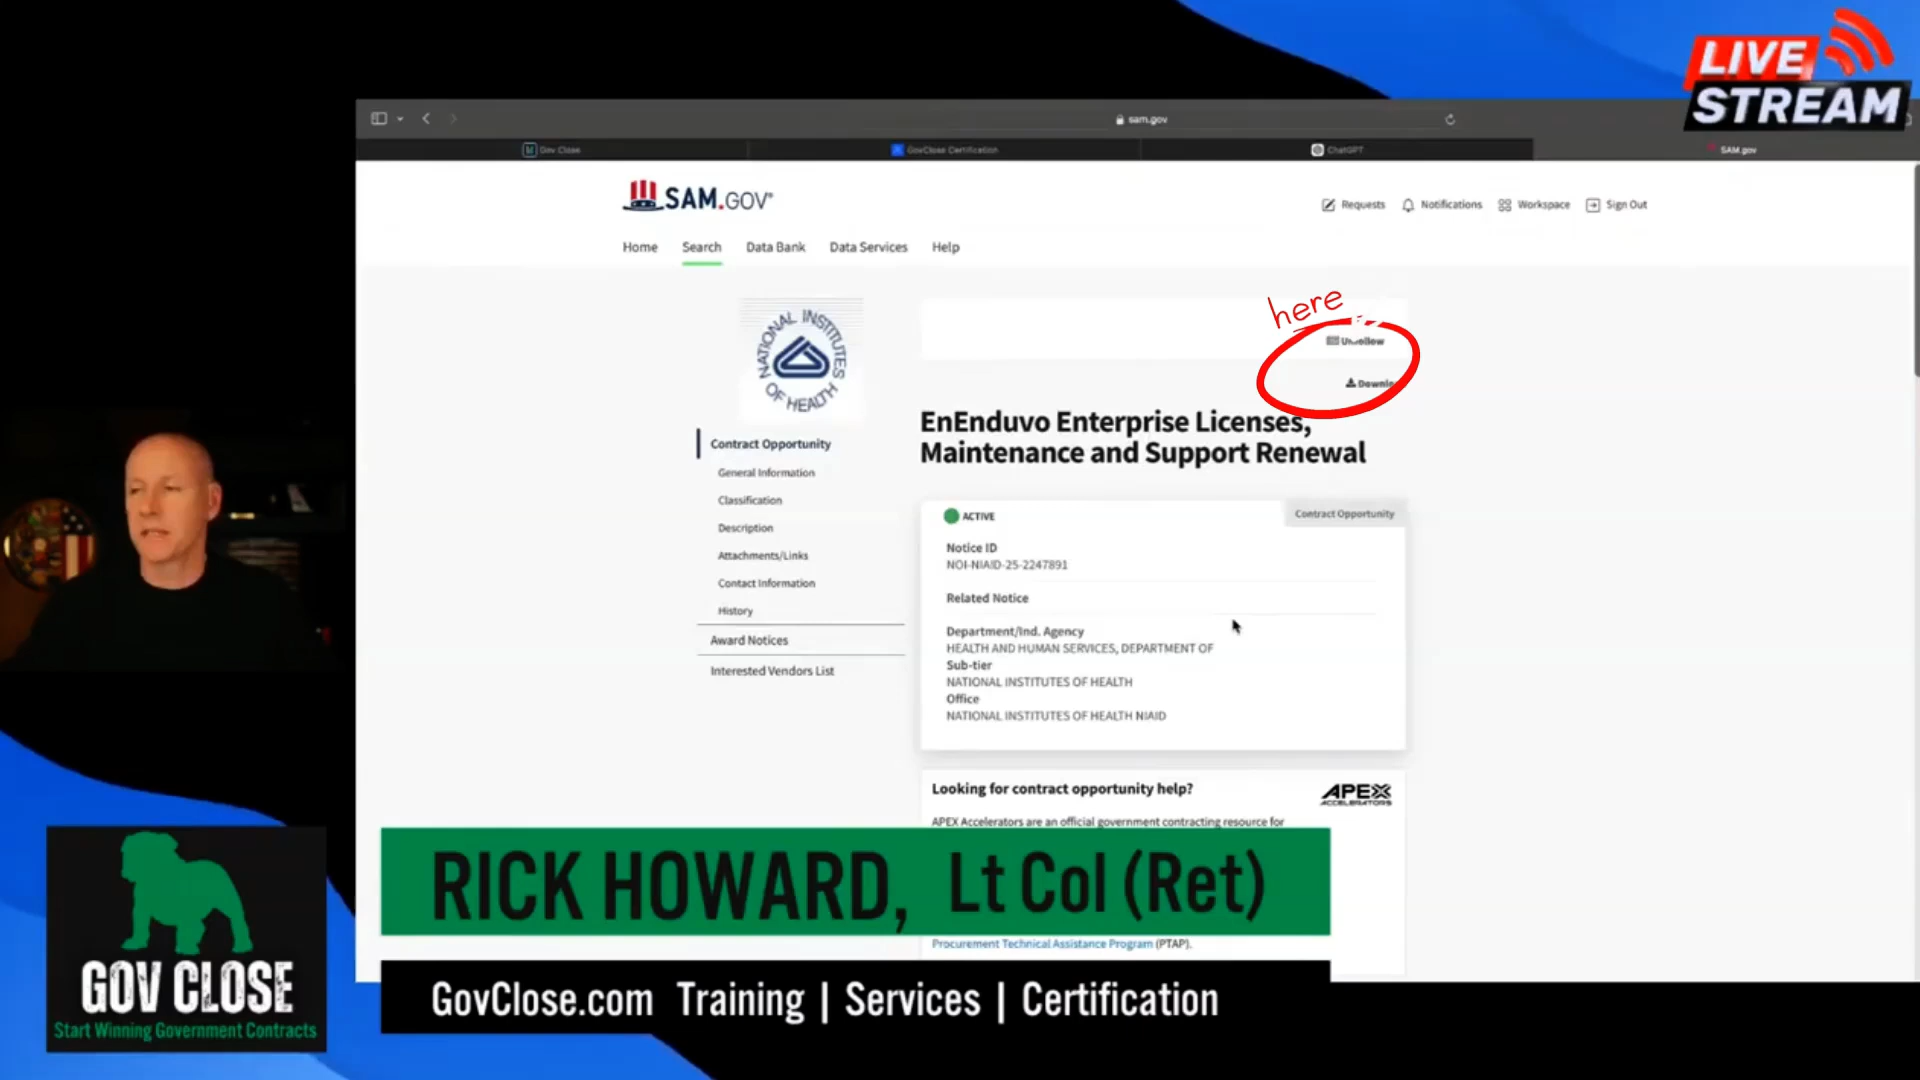 LIVE
STREAM
sam.gov
Gov Close
GovClose Certification
ChatGPT
SAM.gov
SAM.GOV
Requests
Notifications
Workspace
Sign Out
Home
Search
Data Bank
Data Services
Help
here
Unfollow
Downlo
NATIONAL INSTITUTES OF HEALTH
EnEnduvo Enterprise Licenses,
Maintenance and Support Renewal
Contract Opportunity
General Information
Classification
Description
Attachments/Links
Contact Information
History
Award Notices
Interested Vendors List
ACTIVE
Contract Opportunity
Notice ID
NOI-NIAID-25-2247891
Related Notice
Department/Ind. Agency
HEALTH AND HUMAN SERVICES, DEPARTMENT OF
Sub-tier
NATIONAL INSTITUTES OF HEALTH
Office
NATIONAL INSTITUTES OF HEALTH NIAID
Looking for contract opportunity help?
APEX
ACCELERATORS
APEX Accelerators are an official government contracting resource for
RICK HOWARD, Lt Col (Ret)
Procurement Technical Assistance Program (PTAP).
GovClose.com Training | Services | Certification
GOV CLOSE
Start Winning Government Contracts